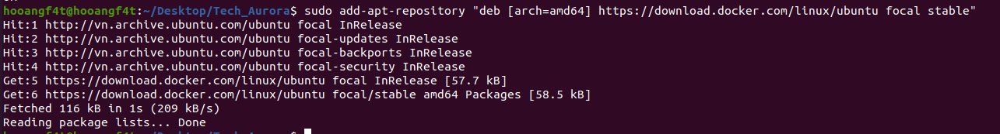 hooangf4t@hooangf4t:~/Desktop/Tech_Aurora$ sudo add-apt-repository "deb [arch=amd64] https://download.docker.com/linux/ubuntu focal stable"
Hit:1 http://vn.archive.ubuntu.com/ubuntu focal InRelease
Hit:2 http://vn.archive.ubuntu.com/ubuntu focal-updates InRelease
Hit:3 http://vn.archive.ubuntu.com/ubuntu focal-backports InRelease
Hit:4 http://vn.archive.ubuntu.com/ubuntu focal-security InRelease
Get:5 https://download.docker.com/linux/ubuntu focal InRelease [57.7 kB]
Get:6 https://download.docker.com/linux/ubuntu focal/stable amd64 Packages [58.5 kB]
Fetched 116 kB in 1s (209 kB/s)
Reading package lists... Done